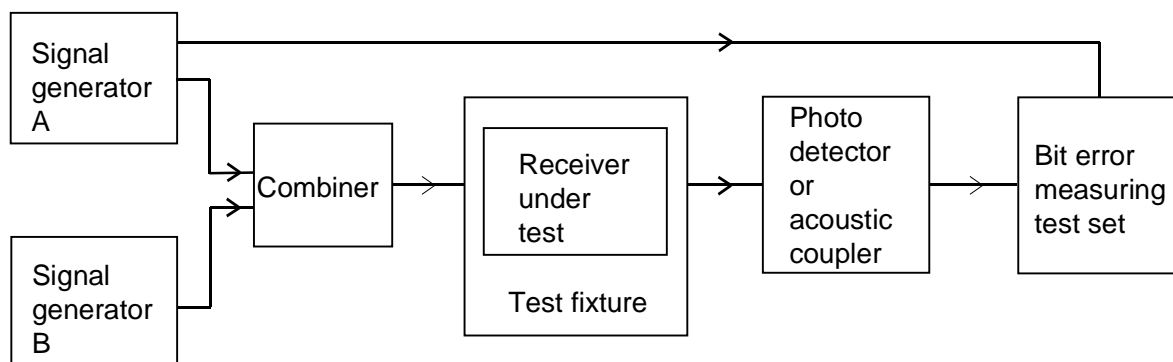 Signal
generator
A
Combiner
Signal
generator
B
Receiver
under
test
Test fixture
Photo
detector
or
acoustic
coupler
Bit error
measuring
test set